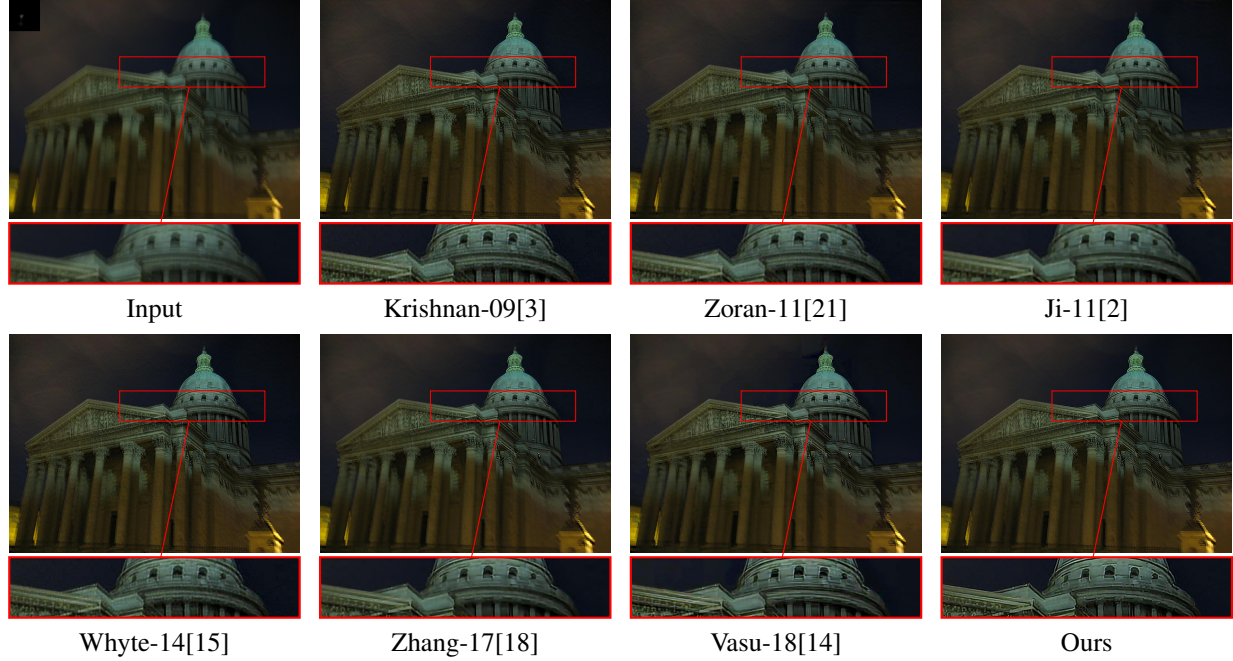 Input
Krishnan-09[3]
Zoran-11[21]
Ji-11[2]
Whyte-14[15]
Zhang-17[18]
Vasu-18[14]
Ours